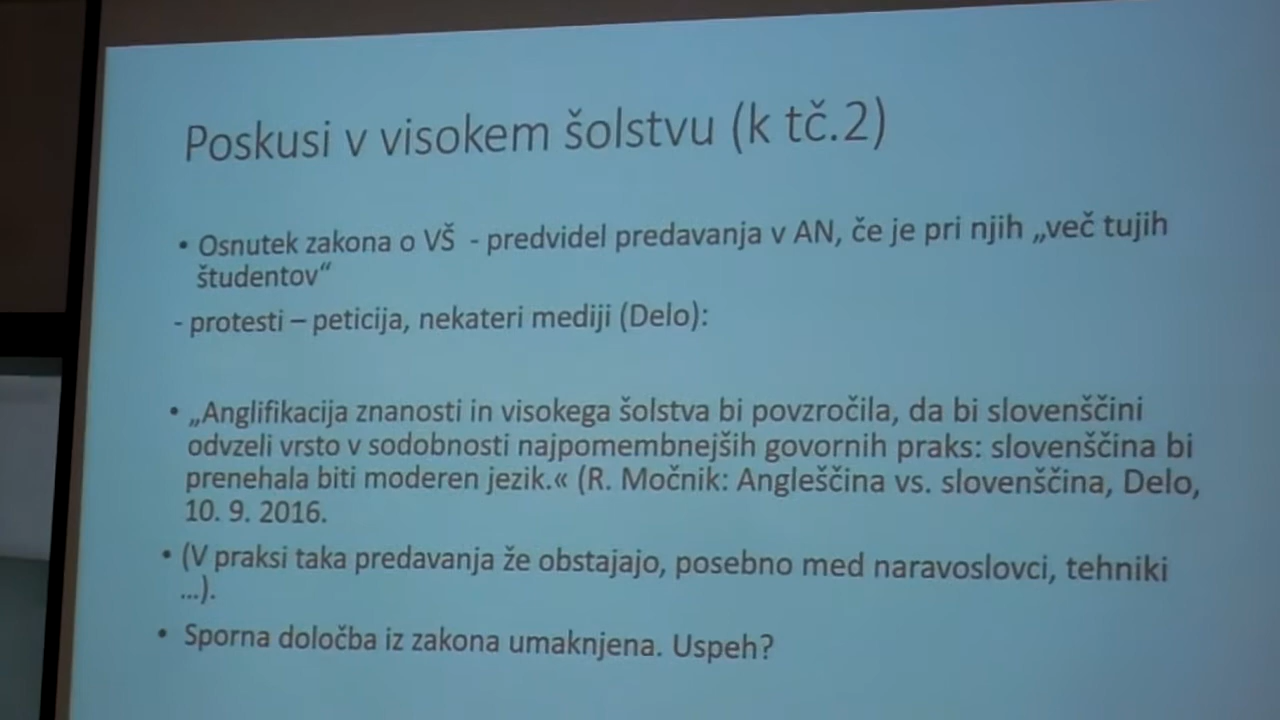 Poskusi v visokem šolstvu (k tč.2)
• Osnutek zakona o VŠ - predvidel predavanja v AN, če je pri njih „več tujih
študentov“
- protesti – peticija, nekateri mediji (Delo):
• „Anglifikacija znanosti in visokega šolstva bi povzročila, da bi slovenščini
odvzeli vrsto v sodobnosti najpomembnejših govornih praks: slovenščina bi
prenehala biti moderen jezik.« (R. Močnik: Angleščina vs. slovenščina, Delo,
10. 9. 2016.
• (V praksi taka predavanja že obstajajo, posebno med naravoslovci, tehniki
...).
• Sporna določba iz zakona umaknjena. Uspeh?